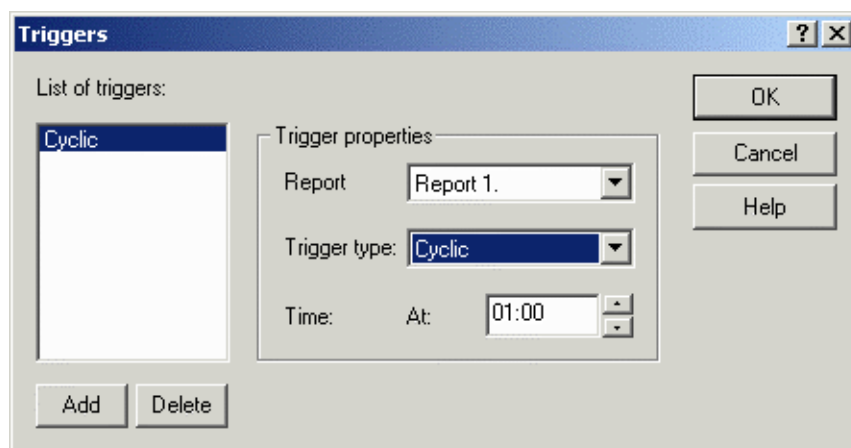 Triggers
List of triggers:
Cyclic
Trigger properties
Report Report 1.
Trigger type: Cyclic
Time: At: 01:00
OK
Cancel
Help
Add Delete